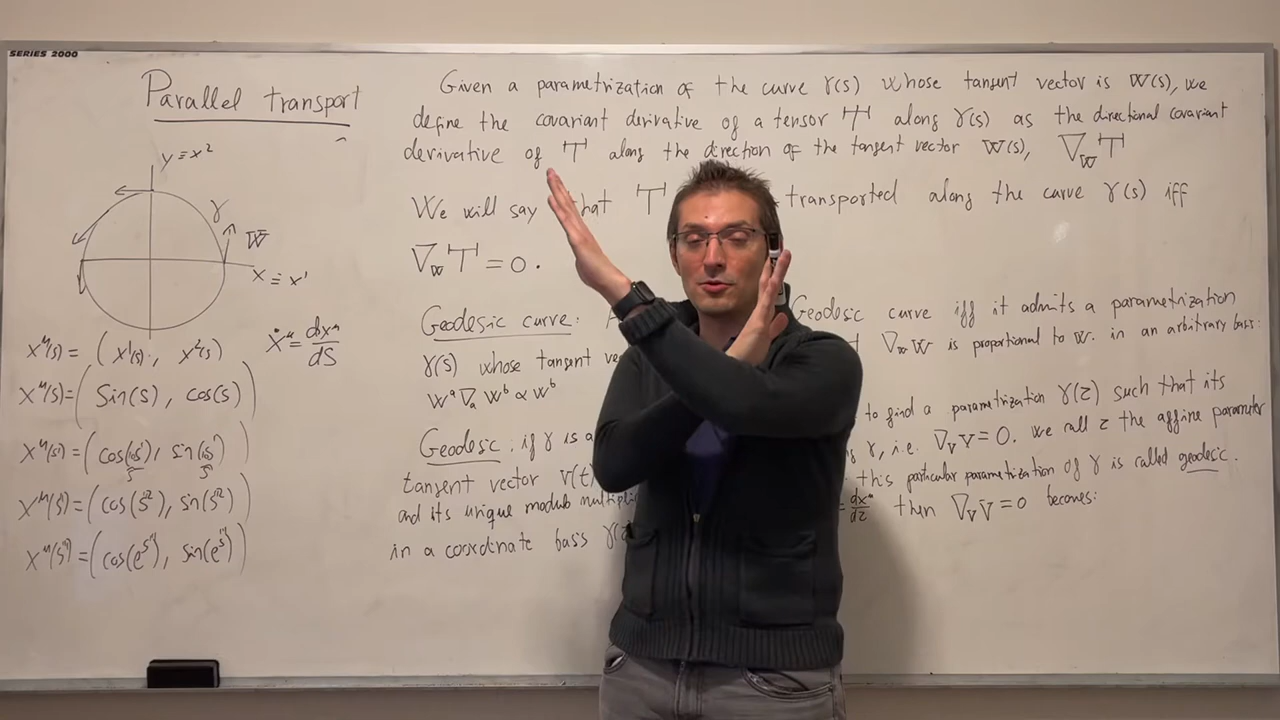 SERIES 2000
Parallel transport
y ≡ x²
γ
W
x ≡ x¹
X^μ(s) = (x¹(s), x²(s))
ẋ^μ = dx^μ/ds
X^μ(s) = (sin(s), cos(s))
X^μ(s) = (cos( ), sin( ))
X^μ(s) = (cos(s²), sin(s²))
X^μ(s'') = (cos(e^s''), sin(e^s''))
Given a parametrization of the curve γ(s) whose tangent vector is W(s), we
define the covariant derivative of a tensor T along γ(s) as the directional covariant
derivative of T along the direction of the tangent vector W(s), ∇_W T
We will say that T transported along the curve γ(s) iff
∇_W T = 0.
Geodesic curve: Geodesic curve iff it admits a parametrization
γ(s) whose tangent ∇_W W is proportional to W. in an arbitrary basis:
W^a ∇_a W^b ∝ W^b
Geodesic, if γ is a to find a parametrization γ(τ) such that its
tangent vector V(t) γ, i.e. ∇_V V = 0. we call τ the affine parameter
and its unique modulo this particular parametrization of γ is called geodesic.
in a coordinate basis = dx^μ/dτ then ∇_V V = 0 becomes: